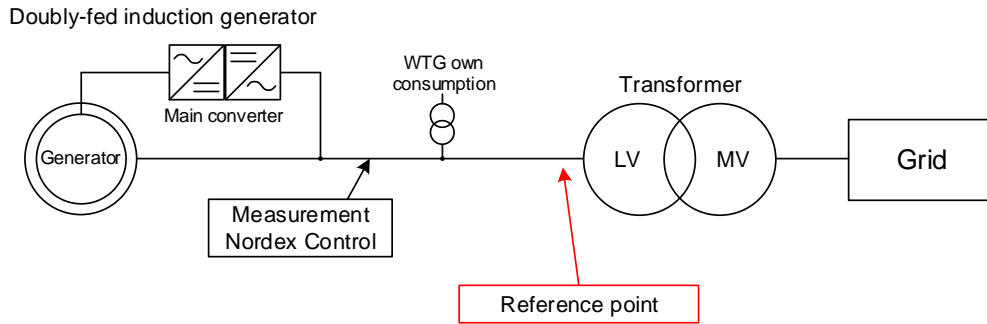 Doubly-fed induction generator
WTG own
consumption
Transformer
Main converter
Generator
LV
MV
Grid
Measurement
Nordex Control
Reference point